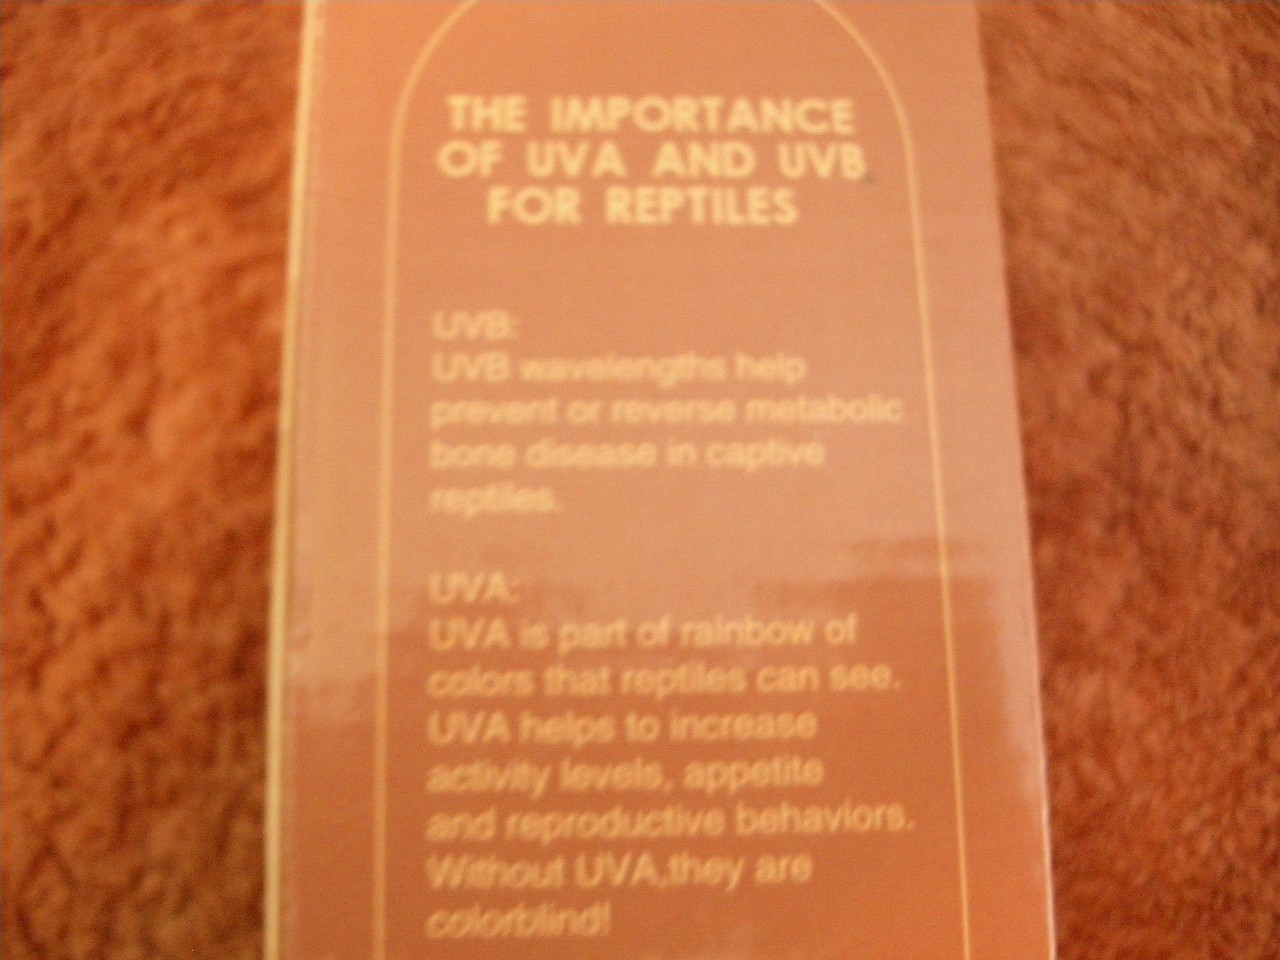 THE IMPORTANCE
OF UVA AND UVB
FOR REPTILES
UVB:
UVB wavelengths help
prevent or reverse metabolic
bone disease in captive
reptiles.
UVA:
UVA is part of rainbow of
colors that reptiles can see.
UVA helps to increase
activity levels, appetite
and reproductive behaviors.
Without UVA,they are
colorblind!